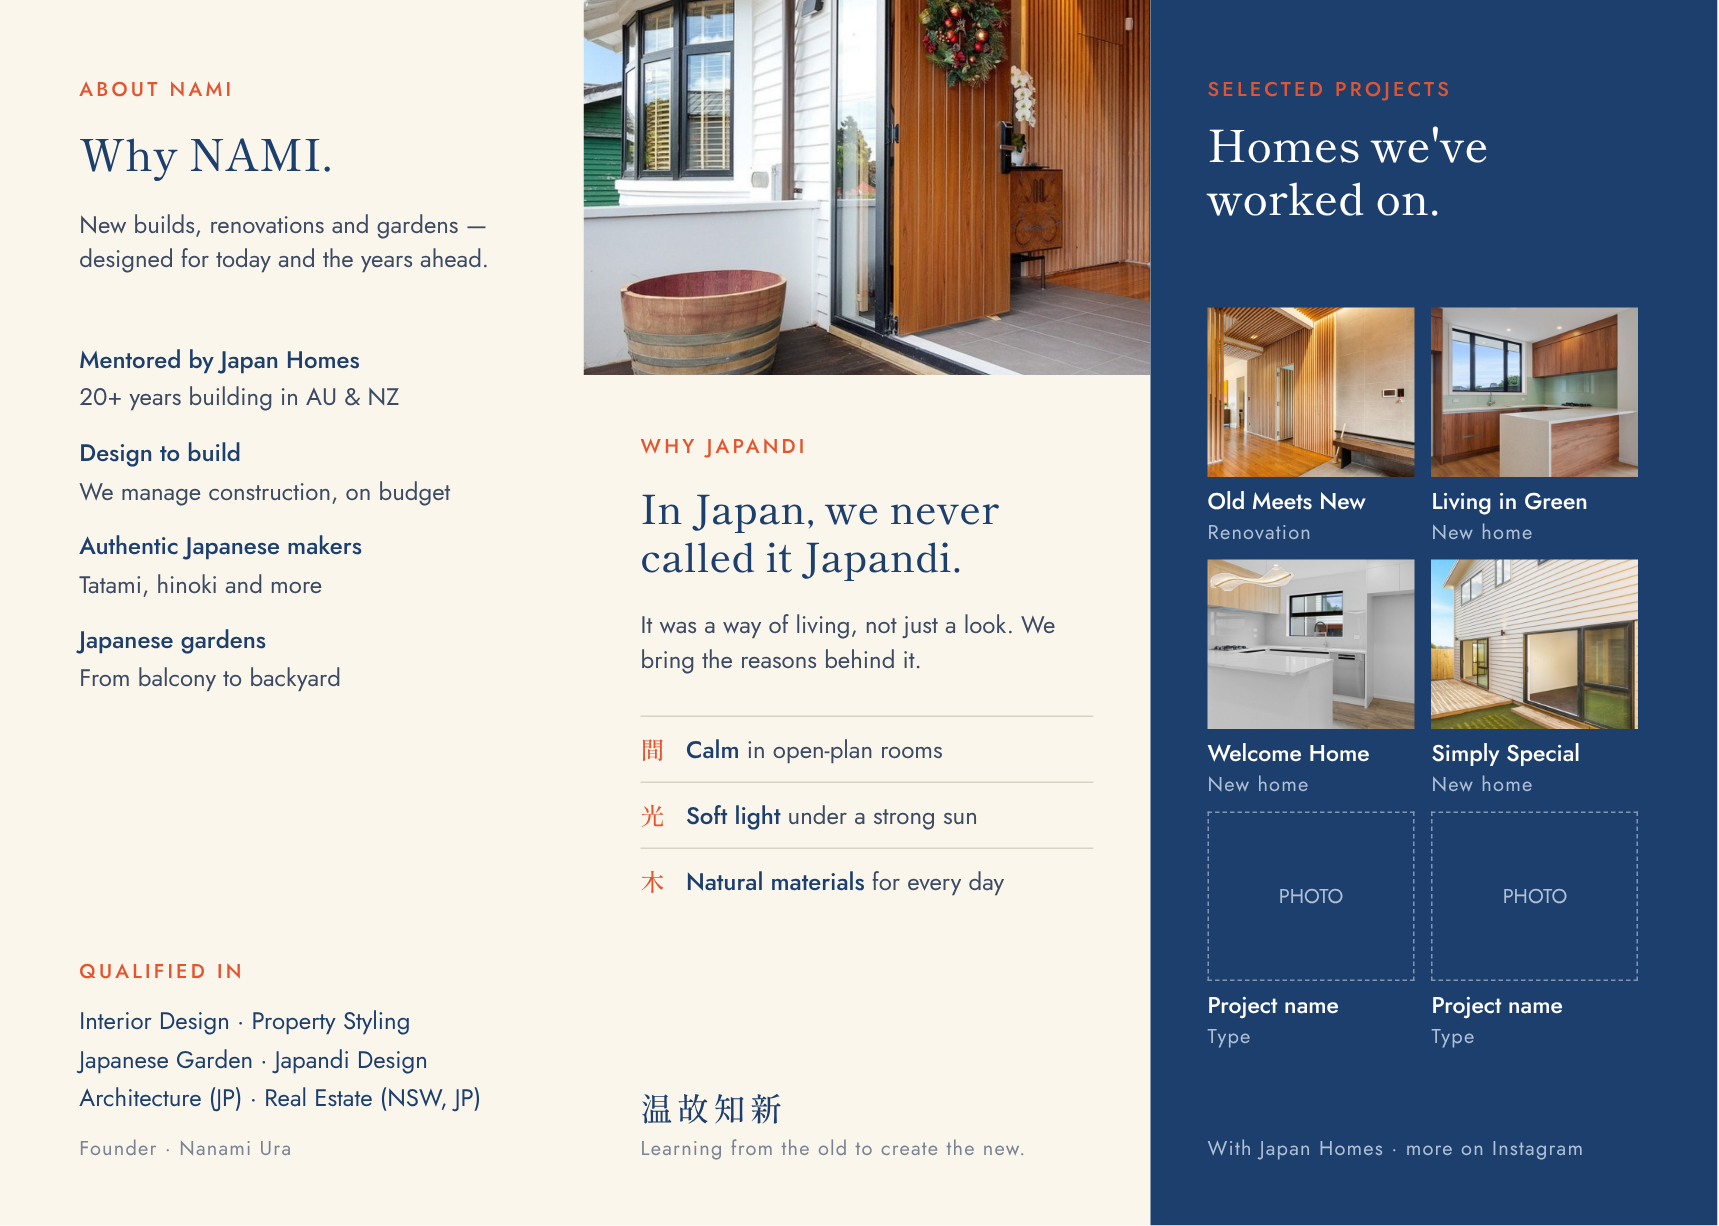 ABOUT NAMI
Why NAMI.
New builds, renovations and gardens —
designed for today and the years ahead.
Mentored by Japan Homes
20+ years building in AU & NZ
Design to build
We manage construction, on budget
Authentic Japanese makers
Tatami, hinoki and more
Japanese gardens
From balcony to backyard
QUALIFIED IN
Interior Design · Property Styling
Japanese Garden · Japandi Design
Architecture (JP) · Real Estate (NSW, JP)
Founder · Nanami Ura
WHY JAPANDI
In Japan, we never
called it Japandi.
It was a way of living, not just a look. We
bring the reasons behind it.
間 Calm in open-plan rooms
光 Soft light under a strong sun
木 Natural materials for every day
温故知新
Learning from the old to create the new.
SELECTED PROJECTS
Homes we've
worked on.
Old Meets New
Renovation
Living in Green
New home
Welcome Home
New home
Simply Special
New home
PHOTO
Project name
Type
PHOTO
Project name
Type
With Japan Homes · more on Instagram